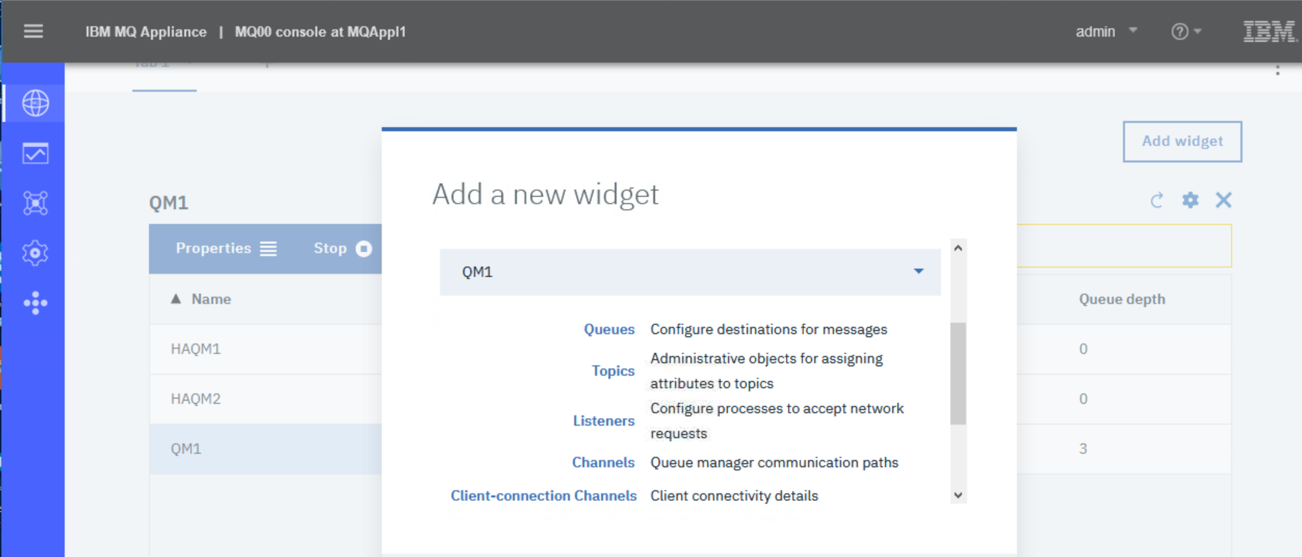 IBM MQ Appliance | MQ00 console at MQAppl1
admin
IBM
Add widget
Add a new widget
QM1
Properties Stop
QM1
Name
Queue depth
HAQM1
0
HAQM2
0
QM1
3
Queues Configure destinations for messages
Topics Administrative objects for assigning
attributes to topics
Listeners Configure processes to accept network
requests
Channels Queue manager communication paths
Client-connection Channels Client connectivity details